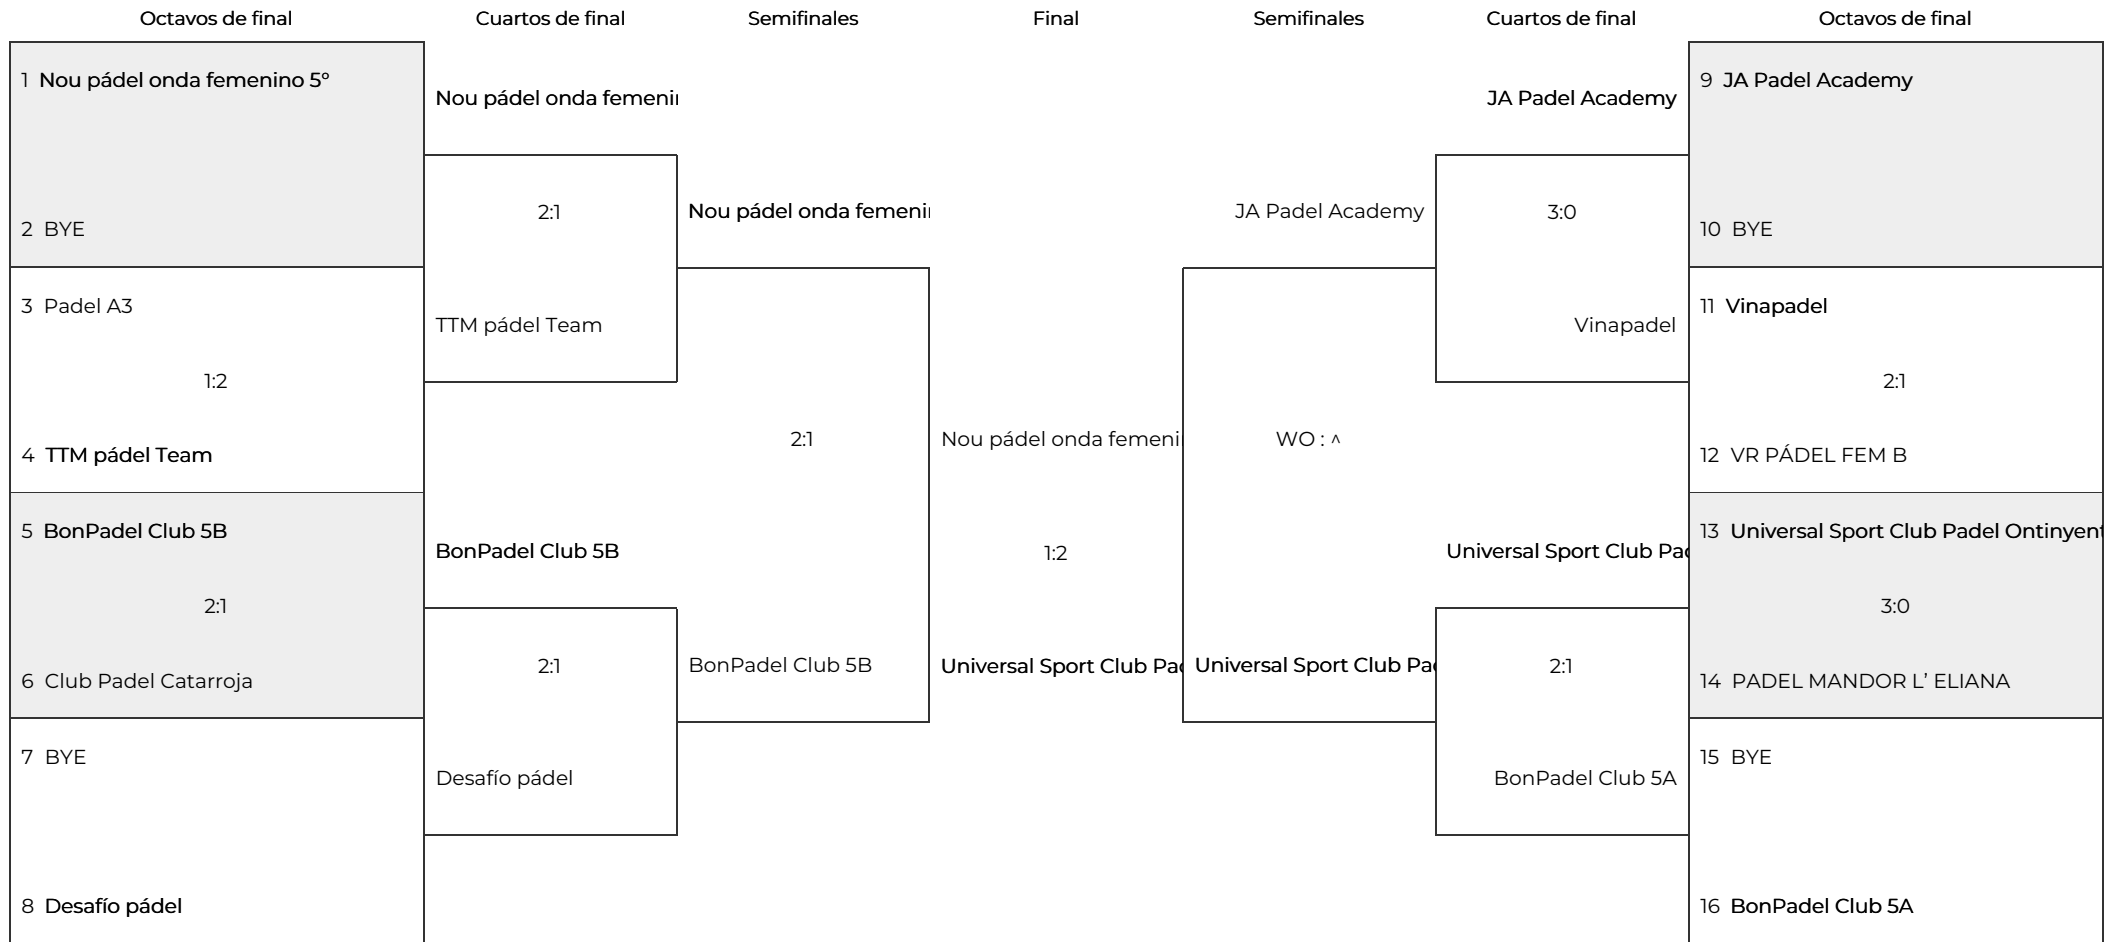 Octavos de final
Cuartos de final
Semifinales
Final
Semifinales
Cuartos de final
Octavos de final
1 Nou pádel onda femenino 5º
2 BYE
3 Padel A3
1:2
4 TTM pádel Team
5 BonPadel Club 5B
2:1
6 Club Padel Catarroja
7 BYE
8 Desafío pádel
Nou pádel onda femeni
2:1
TTM pádel Team
BonPadel Club 5B
2:1
Desafío pádel
Nou pádel onda femeni
2:1
BonPadel Club 5B
Nou pádel onda femeni
1:2
Universal Sport Club Pa
JA Padel Academy
WO : ^
Universal Sport Club Pa
JA Padel Academy
3:0
Vinapadel
Universal Sport Club Pa
2:1
BonPadel Club 5A
9 JA Padel Academy
10 BYE
11 Vinapadel
2:1
12 VR PÁDEL FEM B
13 Universal Sport Club Padel Ontinyent
3:0
14 PADEL MANDOR L' ELIANA
15 BYE
16 BonPadel Club 5A